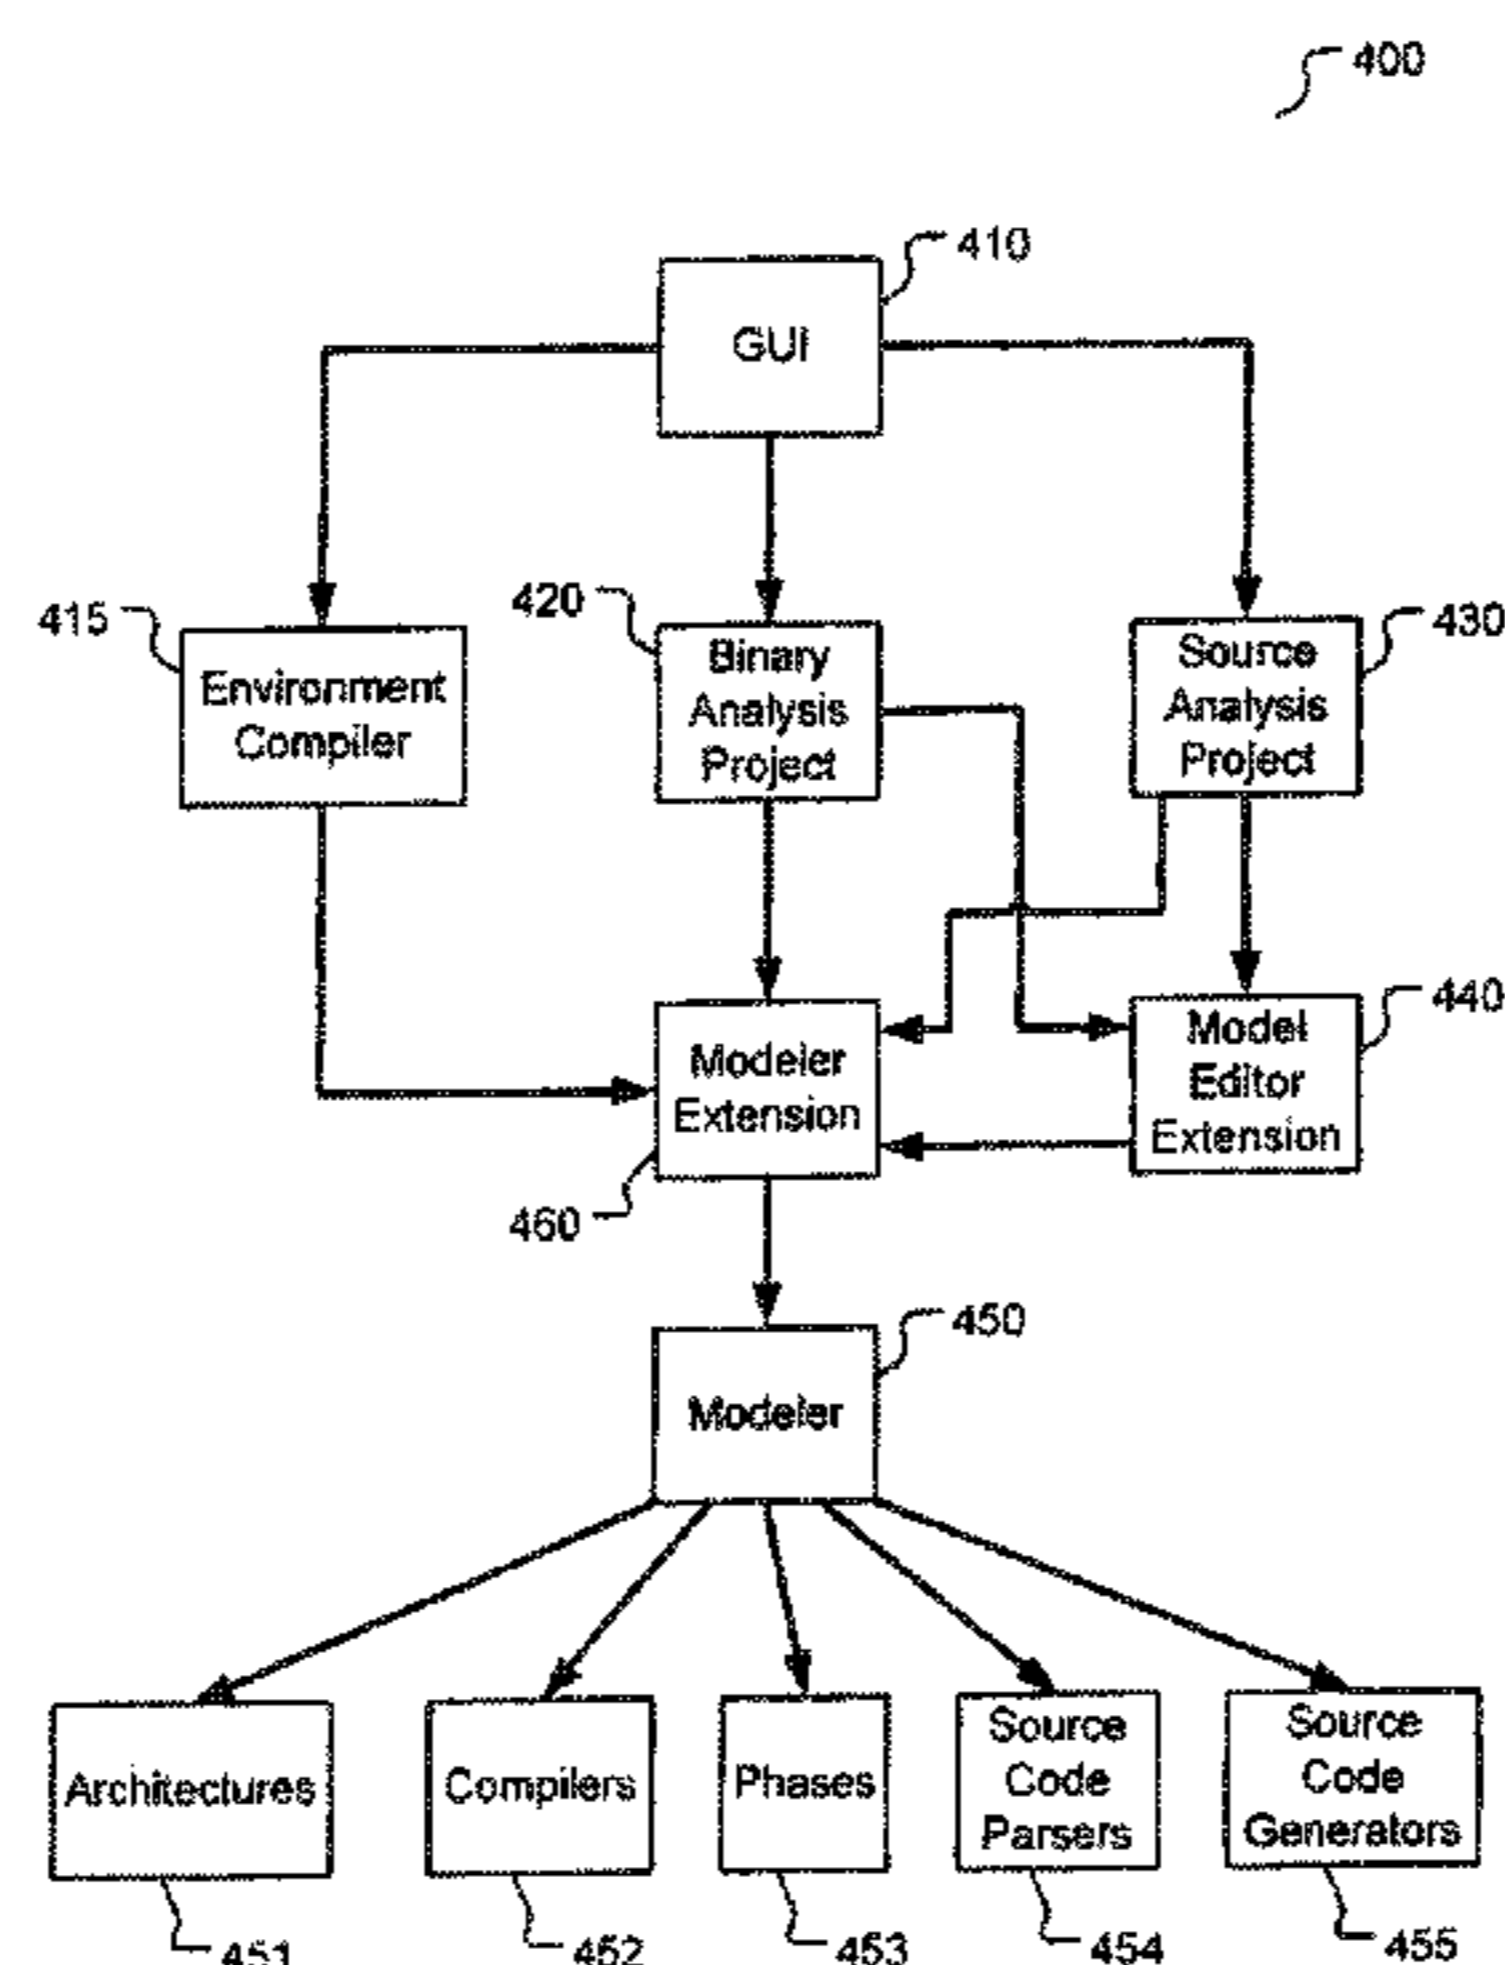 400
410
GUI
415
Environment
Compiler
420
Binary
Analysis
Project
430
Source
Analysis
Project
Modeler
Extension
460
440
Model
Editor
Extension
450
Modeler
Architectures
Compilers
Phases
Source
Code
Parsers
Source
Code
Generators
451
452
453
454
455